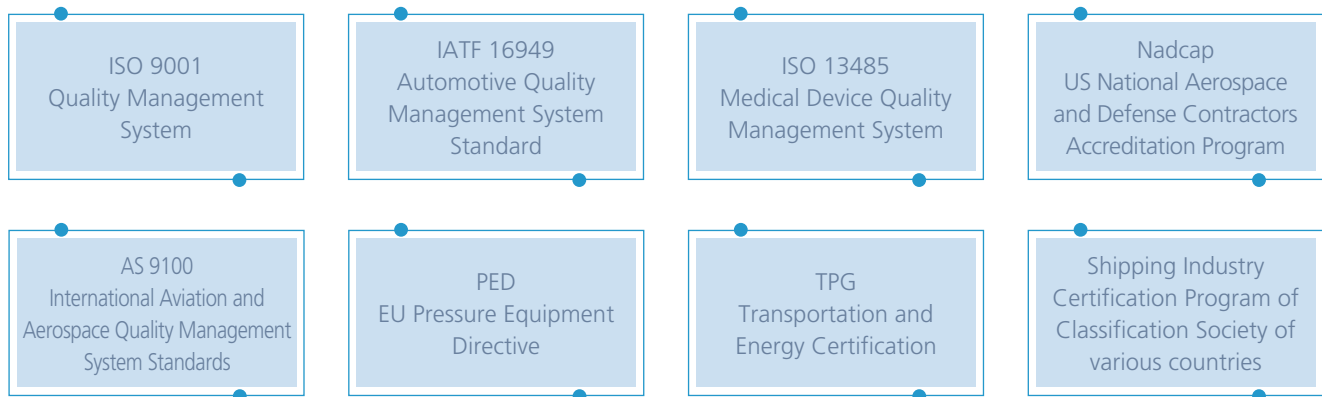 ISO 9001
Quality Management
System
IATF 16949
Automotive Quality
Management System
Standard
ISO 13485
Medical Device Quality
Management System
Nadcap
US National Aerospace
and Defense Contractors
Accreditation Program
AS 9100
International Aviation and
Aerospace Quality Management
System Standards
PED
EU Pressure Equipment
Directive
TPG
Transportation and
Energy Certification
Shipping Industry
Certification Program of
Classification Society of
various countries